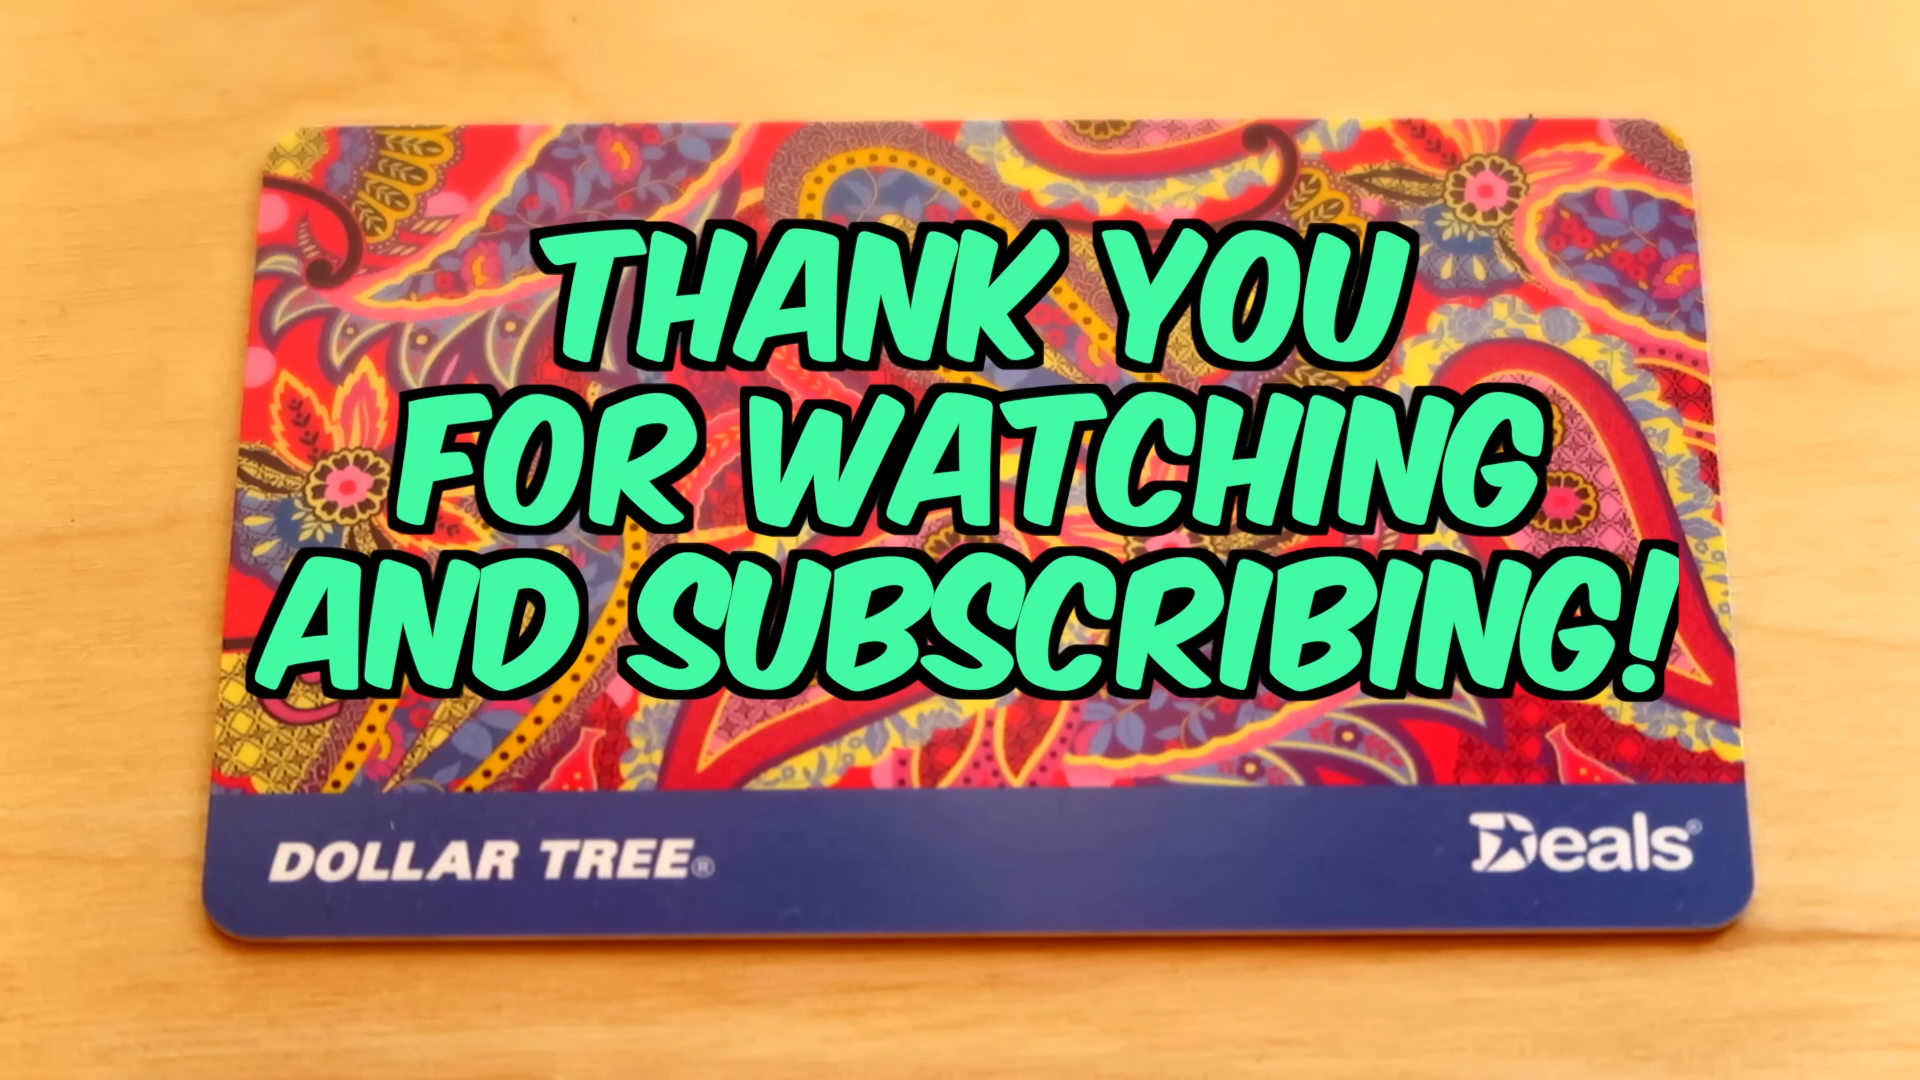 THANK YOU
FOR WATCHING
AND SUBSCRIBING!
DOLLAR TREE®
Deals®